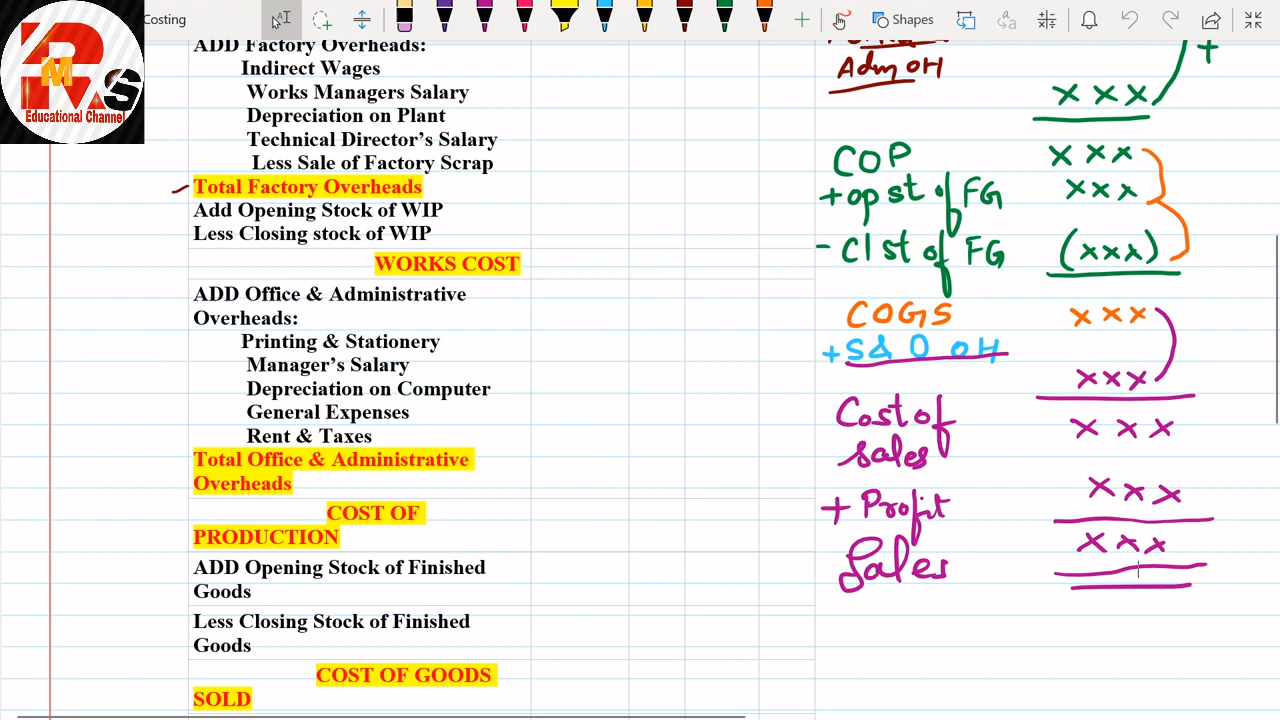 Costing
Shapes
RMS
Educational Channel
ADD Factory Overheads:
Indirect Wages
Works Managers Salary
Depreciation on Plant
Technical Director's Salary
Less Sale of Factory Scrap
Total Factory Overheads
Add Opening Stock of WIP
Less Closing stock of WIP
WORKS COST
ADD Office & Administrative
Overheads:
Printing & Stationery
Manager's Salary
Depreciation on Computer
General Expenses
Rent & Taxes
Total Office & Administrative
Overheads
COST OF
PRODUCTION
ADD Opening Stock of Finished
Goods
Less Closing Stock of Finished
Goods
COST OF GOODS
SOLD
Adm OH
+
xxx
COP xxx
+ op st of FG xxx
- Cl st of FG (xxx)
COGS xxx
+ S& D OH
xxx
Cost of
sales xxx
+ Profit xxx
Sales xxx